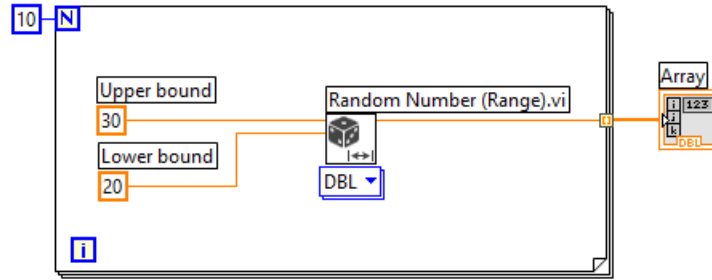 10 N
Upper bound
30
Lower bound
20
Random Number (Range).vi
DBL
i
Array
i 123
j
k
DBL